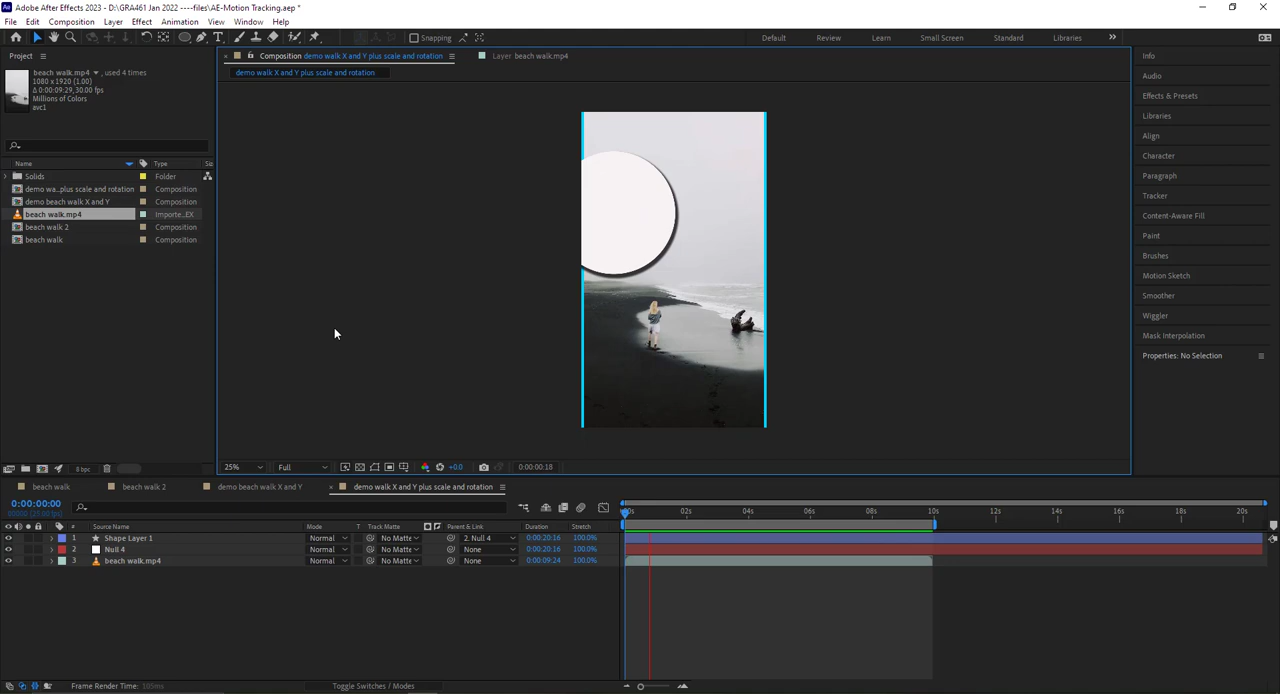 Adobe After Effects 2023 - J:\GRA461 Jan 2022 ----files\AE-Motion Tracking.aep *
File Edit Composition Layer Effect Animation View Window Help
Snapping Default Review Learn Small Screen Standard Libraries
Project
Composition demo walk X and Y plus scale and rotation Layer beach walk.mp4
demo walk X and Y plus scale and rotation
beach walk.mp4 , used 4 times
1080 x 1920 (1.00)
Δ 0:00:09:29, 30.00 fps
Millions of Colors
avc1
Name Type Siz
Solids Folder
demo wa...plus scale and rotation Composition
demo beach walk X and Y Composition
beach walk.mp4 Importe...EX
beach walk 2 Composition
beach walk Composition
8 bpc
25% Full +0.0 0:00:00:18
Info
Audio
Effects & Presets
Libraries
Align
Character
Paragraph
Tracker
Content-Aware Fill
Paint
Brushes
Motion Sketch
Smoother
Wiggler
Mask Interpolation
Properties: No Selection
beach walk beach walk 2 demo beach walk X and Y demo walk X and Y plus scale and rotation
0:00:00:00
00000 (25.00 fps)
:00s 02s 04s 06s 08s 10s 12s 14s 16s 18s 20s
# Source Name Mode T Track Matte Parent & Link Duration Stretch
1 Shape Layer 1 Normal No Matte 2. Null 4 0:00:20:16 100.0%
2 Null 4 Normal No Matte None 0:00:20:16 100.0%
3 beach walk.mp4 Normal No Matte None 0:00:09:24 100.0%
Frame Render Time: 105ms Toggle Switches / Modes